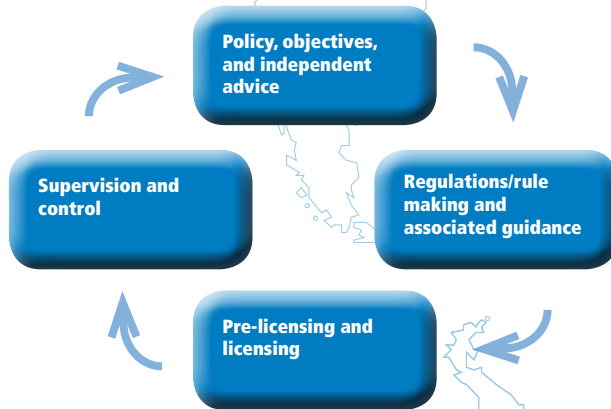 Policy, objectives,
and independent
advice
Supervision and
control
Regulations/rule
making and
associated guidance
Pre-licensing and
licensing